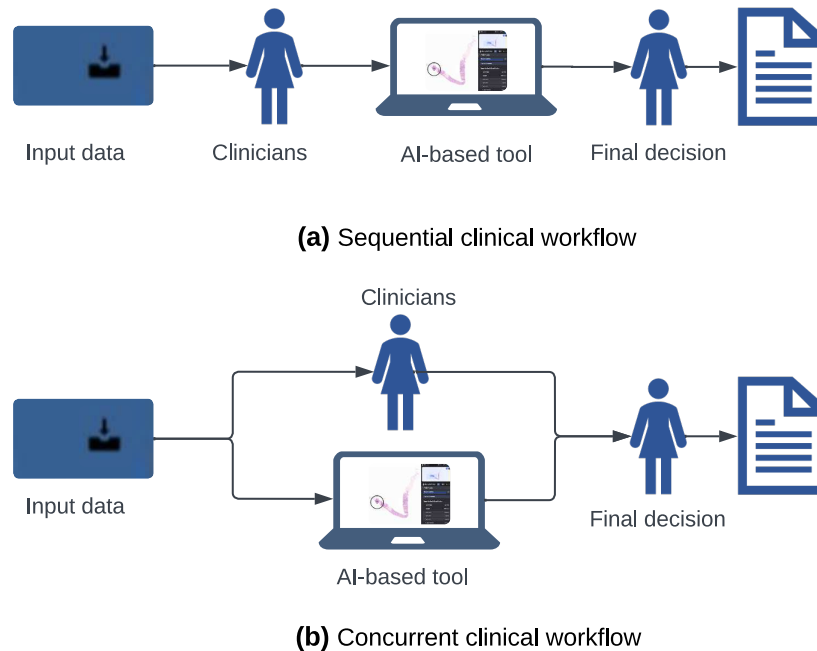 Input data
Clinicians
AI-based tool
Final decision
(a) Sequential clinical workflow
Clinicians
Input data
AI-based tool
Final decision
(b) Concurrent clinical workflow